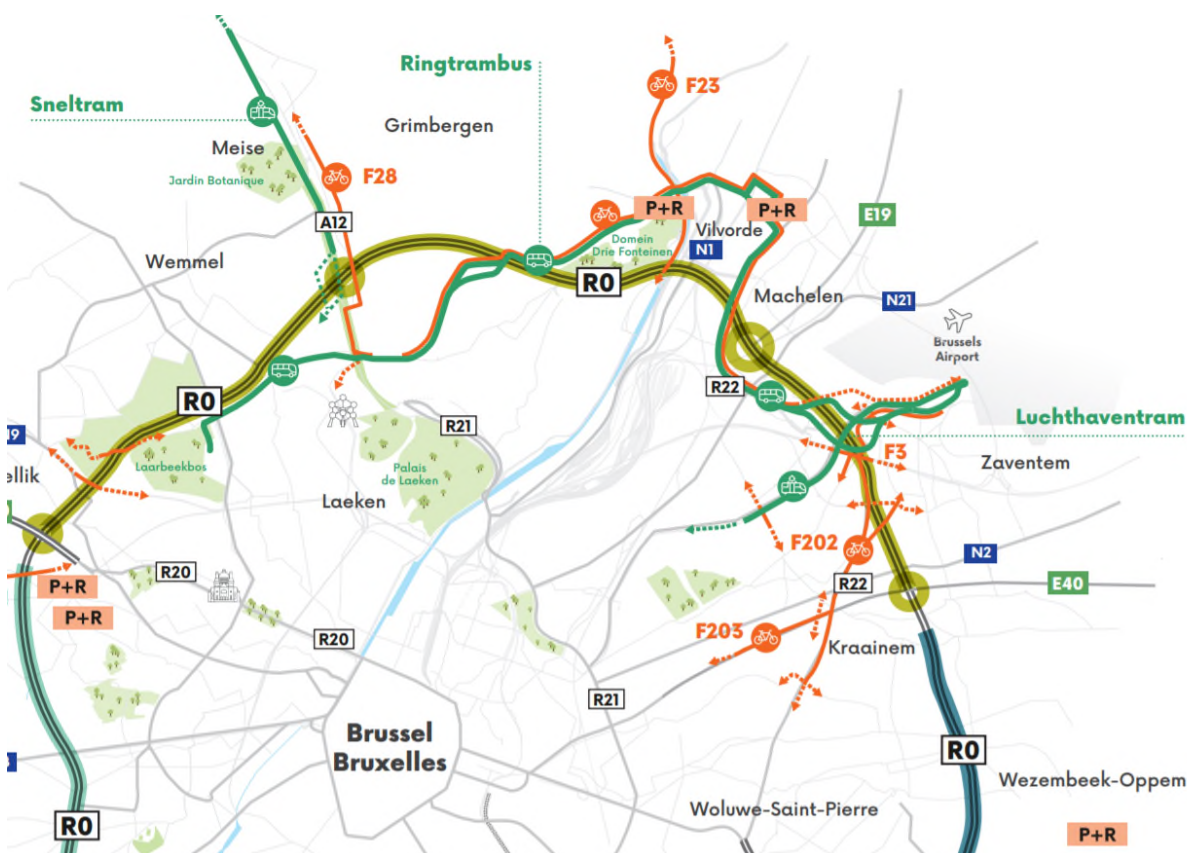 Ringtrambus
F23
Sneltram
Grimbergen
Meise
Jardin Botanique
F28
A12
P+R
P+R
E19
Vilvorde
Domein
Drie Fonteinen
N1
Wemmel
R0
Machelen
N21
Brussels
Airport
R22
R0
Luchthaventram
R21
F3
Zaventem
Laarbeekbos
Palais
de Laeken
Laeken
F202
N2
R20
R22
E40
P+R
P+R
R20
F203
Kraainem
R21
Brussel
Bruxelles
R0
Wezembeek-Oppem
Woluwe-Saint-Pierre
R0
P+R